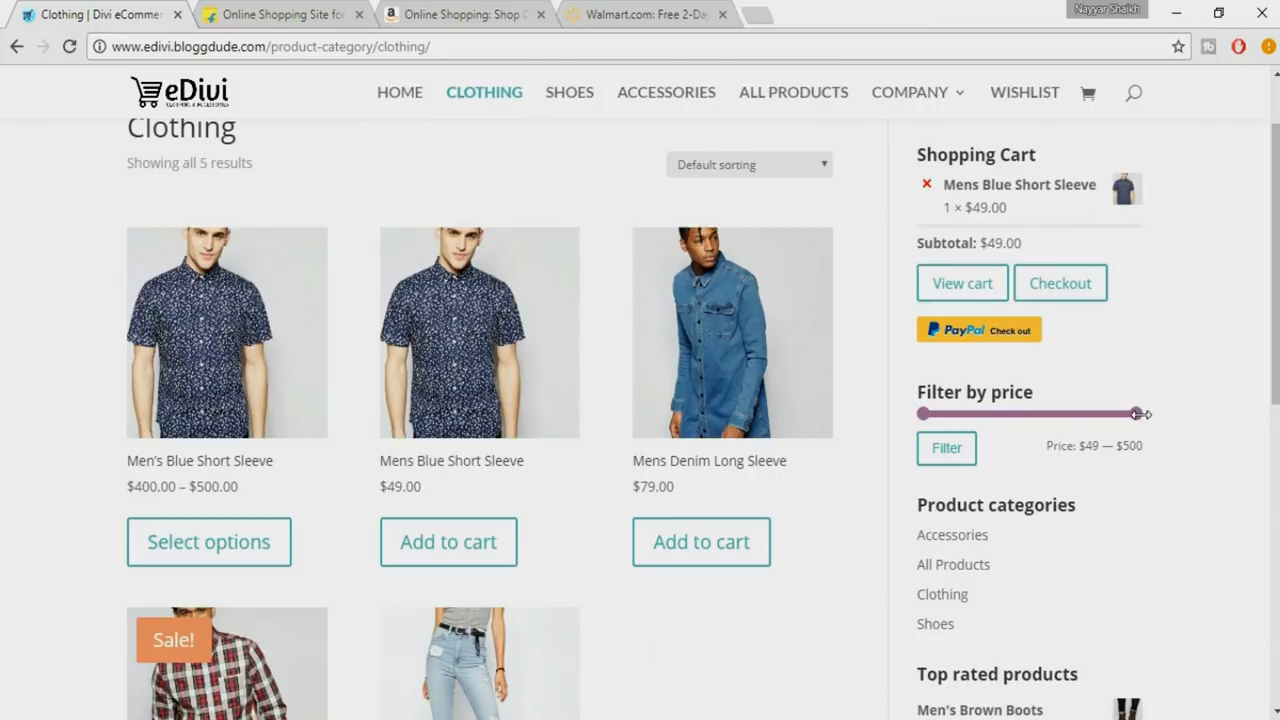 Clothing | Divi eCommer
Online Shopping Site for
Online Shopping: Shop
Walmart.com: Free 2-Da
Nayyar Shaikh
www.edivi.bloggdude.com/product-category/clothing/
eDivi
HOME
CLOTHING
SHOES
ACCESSORIES
ALL PRODUCTS
COMPANY
WISHLIST
Clothing
Showing all 5 results
Default sorting
Men's Blue Short Sleeve
$400.00 – $500.00
Select options
Mens Blue Short Sleeve
$49.00
Add to cart
Mens Denim Long Sleeve
$79.00
Add to cart
Sale!
Shopping Cart
Mens Blue Short Sleeve
1 × $49.00
Subtotal: $49.00
View cart
Checkout
PayPal Check out
Filter by price
Filter
Price: $49 — $500
Product categories
Accessories
All Products
Clothing
Shoes
Top rated products
Men's Brown Boots